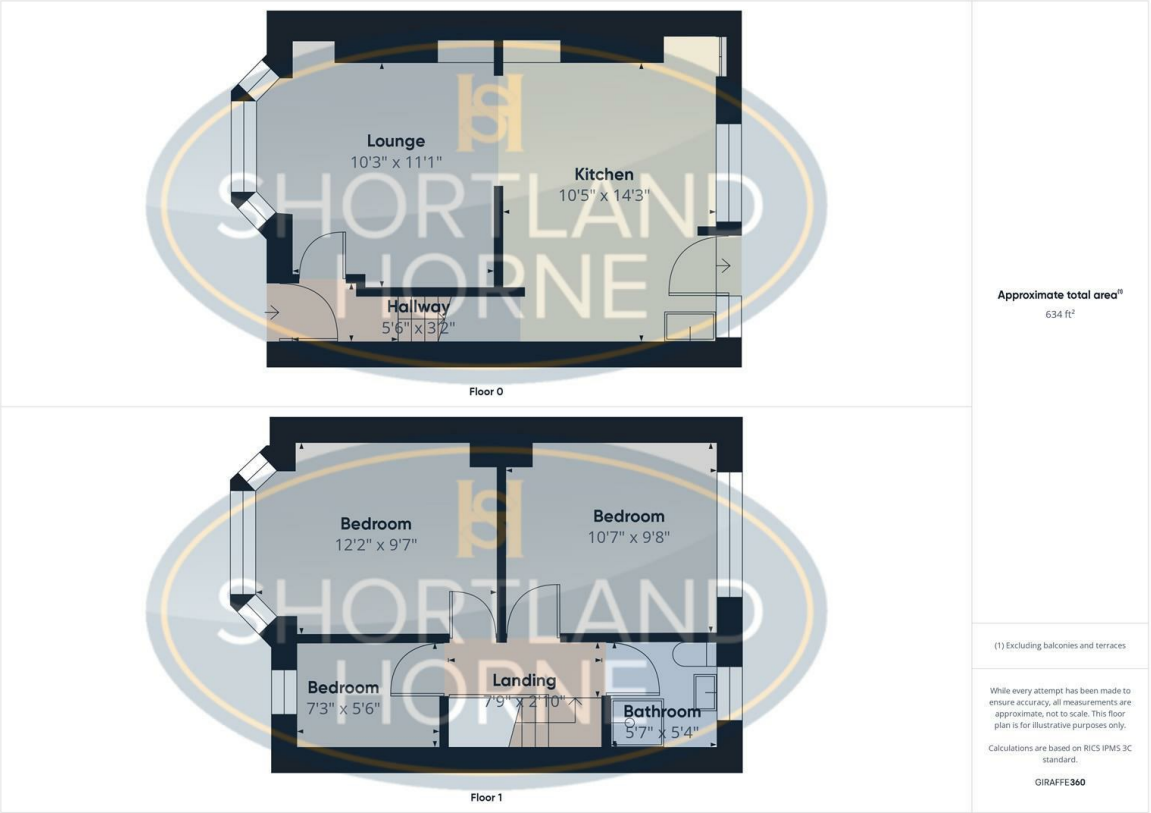 Lounge
10'3" x 11'1"
Kitchen
10'5" x 14'3"
SHORTLAND
HORNE
Hallway
5'6" x 3'2"
Floor 0
Approximate total area(1)
634 ft²
Bedroom
12'2" x 9'7"
Bedroom
10'7" x 9'8"
SHORTLAND
HORNE
Bedroom
7'3" x 5'6"
Landing
7'9" x 2'10"
Bathroom
5'7" x 5'4"
Floor 1
(1) Excluding balconies and terraces
While every attempt has been made to
ensure accuracy, all measurements are
approximate, not to scale. This floor
plan is for illustrative purposes only.
Calculations are based on RICS IPMS 3C
standard.
GIRAFFE360